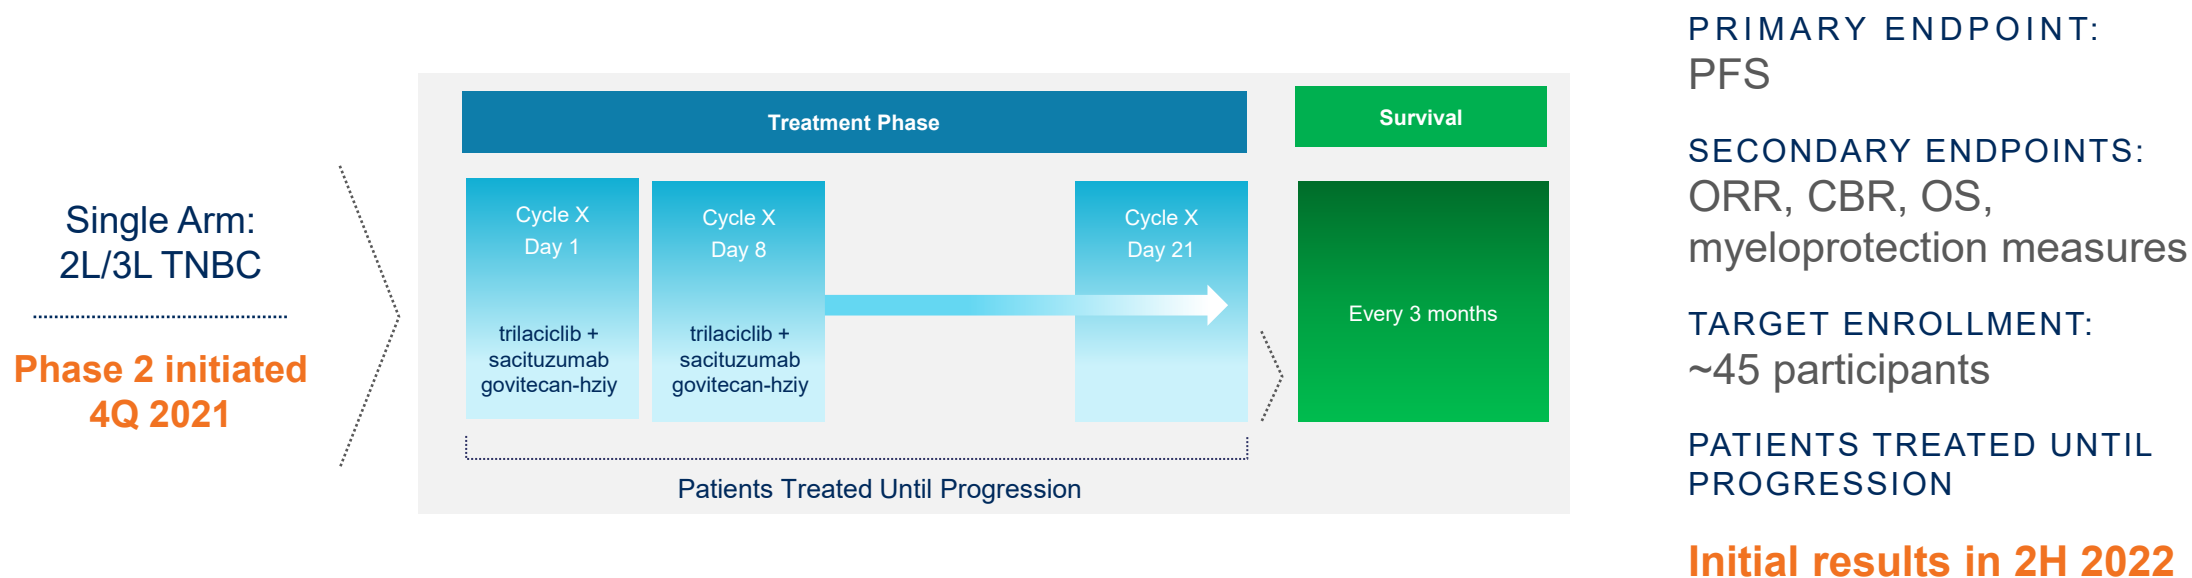 Single Arm:
2L/3L TNBC
Phase 2 initiated
4Q 2021
Treatment Phase
Survival
Cycle X
Day 1
trilaciclib +
sacituzumab
govitecan-hziy
Cycle X
Day 8
trilaciclib +
sacituzumab
govitecan-hziy
Cycle X
Day 21
Every 3 months
Patients Treated Until Progression
PRIMARY ENDPOINT:
PFS
SECONDARY ENDPOINTS:
ORR, CBR, OS,
myeloprotection measures
TARGET ENROLLMENT:
~45 participants
PATIENTS TREATED UNTIL
PROGRESSION
Initial results in 2H 2022